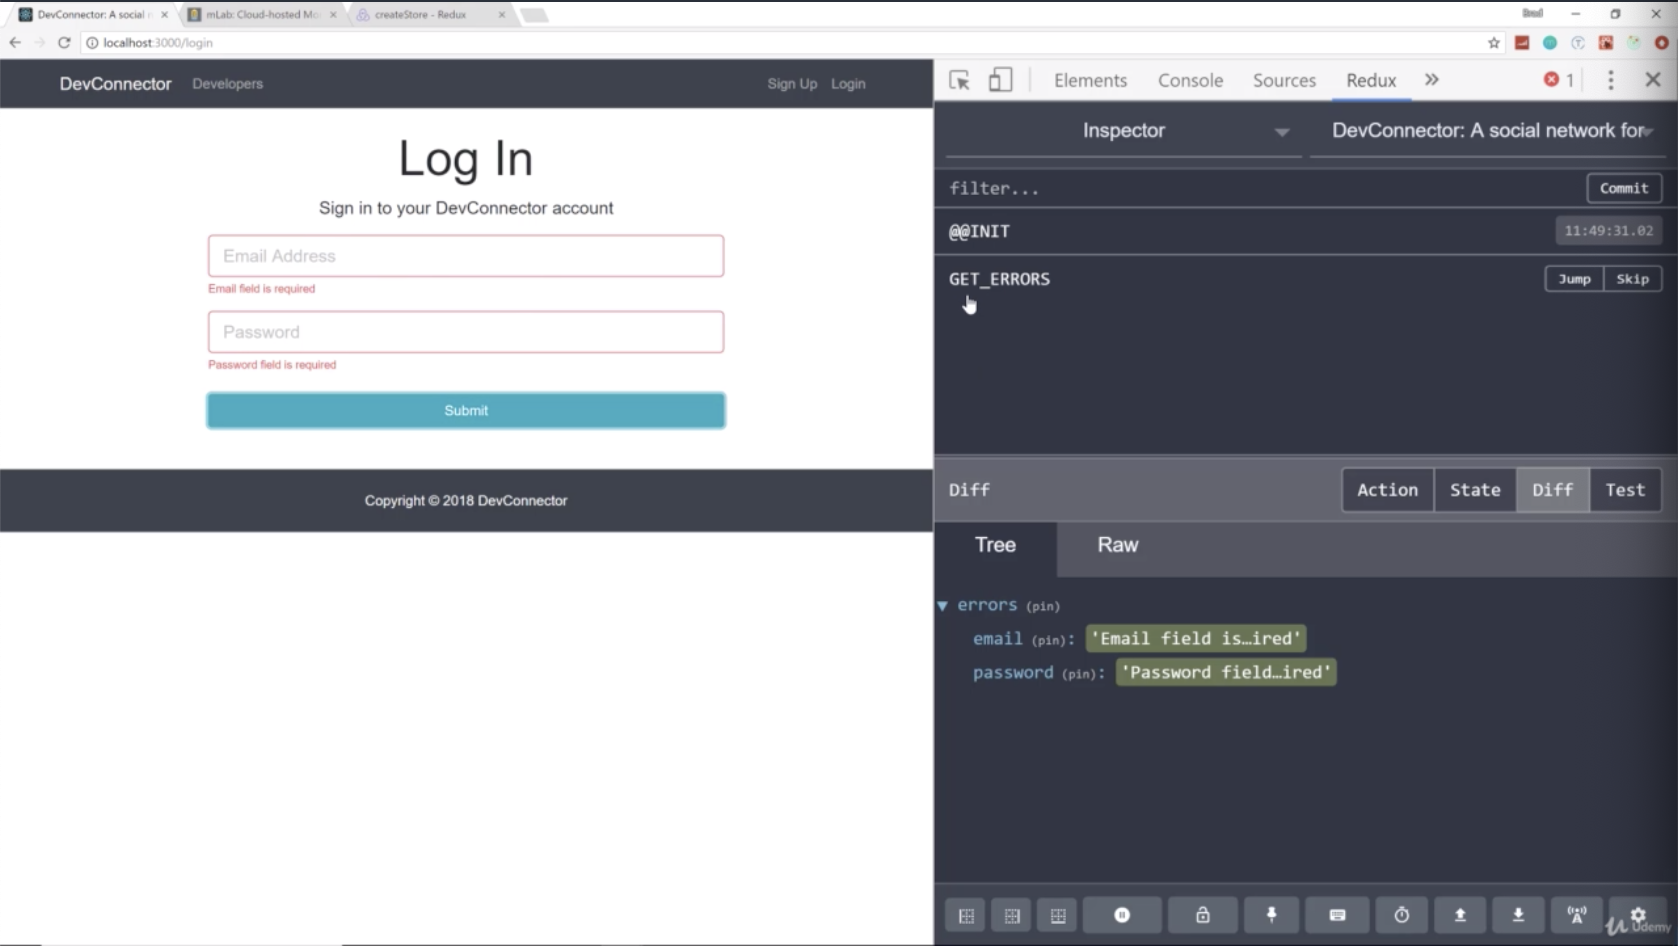 DevConnector: A social n
mLab: Cloud-hosted Mo
createStore - Redux
Brad
localhost:3000/login
DevConnector Developers Sign Up Login
Log In
Sign in to your DevConnector account
Email Address
Email field is required
Password
Password field is required
Submit
Copyright © 2018 DevConnector
Elements Console Sources Redux » 1
Inspector DevConnector: A social network for
filter... Commit
@@INIT 11:49:31.02
GET_ERRORS Jump Skip
Diff Action State Diff Test
Tree Raw
errors (pin)
email (pin): 'Email field is…ired'
password (pin): 'Password field…ired'
Udemy